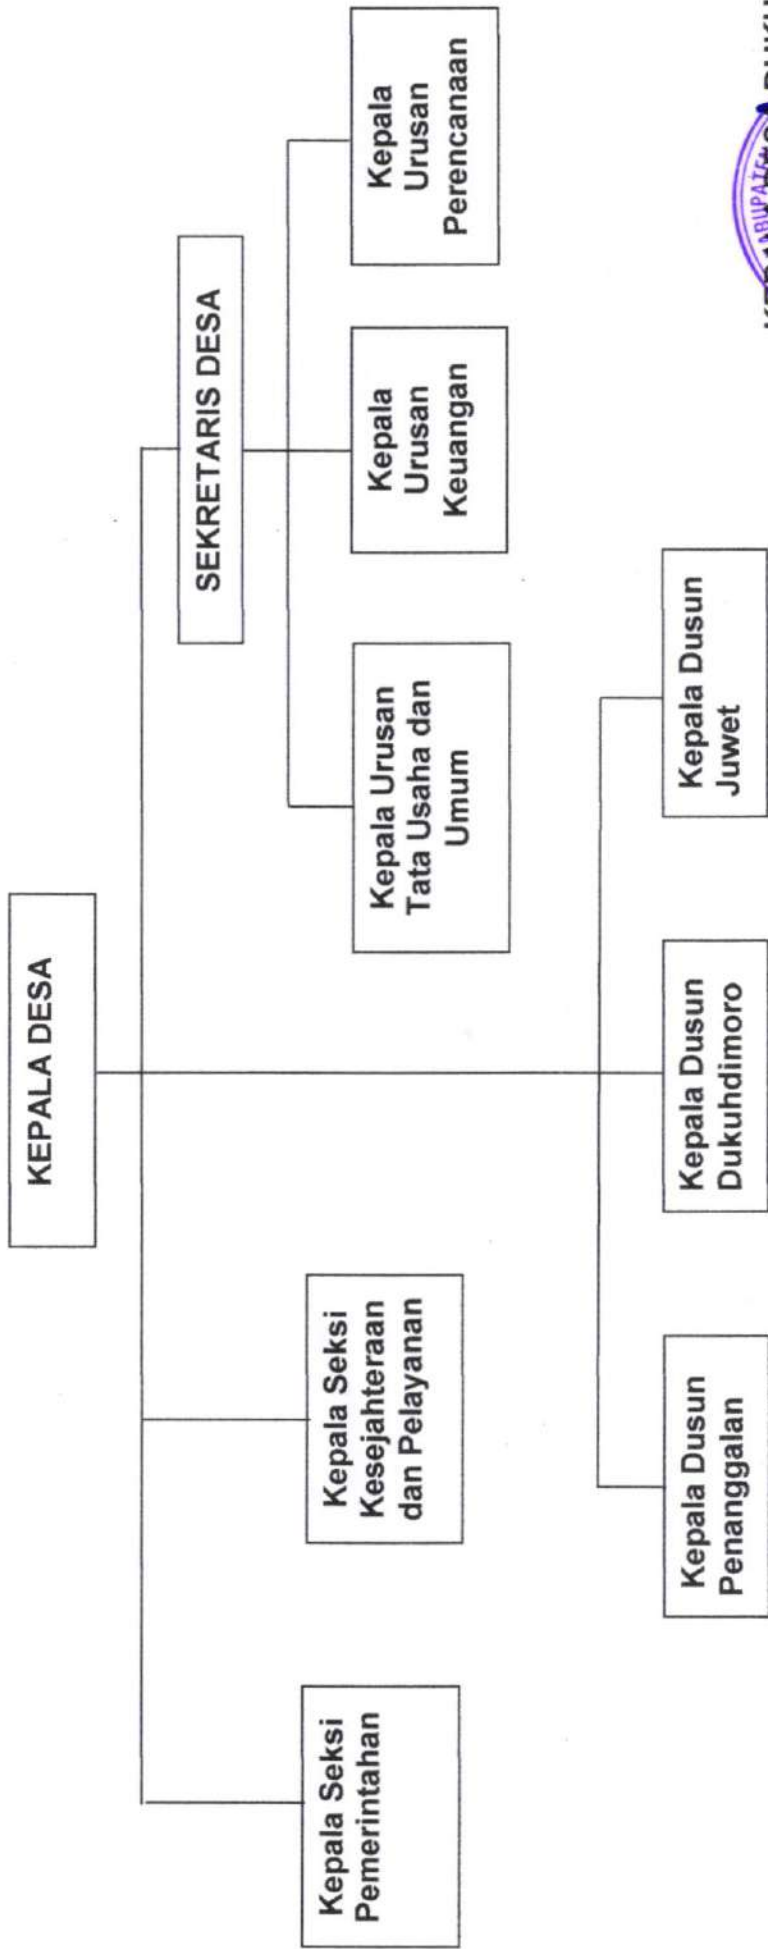 KEPALA DESA
SEKRETARIS DESA
Kepala Seksi
Pemerintahan
Kepala Seksi
Kesejahteraan
dan Pelayanan
Kepala Urusan
Tata Usaha dan
Umum
Kepala
Urusan
Keuangan
Kepala
Urusan
Perencanaan
Kepala Dusun
Penanggalan
Kepala Dusun
Dukuhdimoro
Kepala Dusun
Juwet